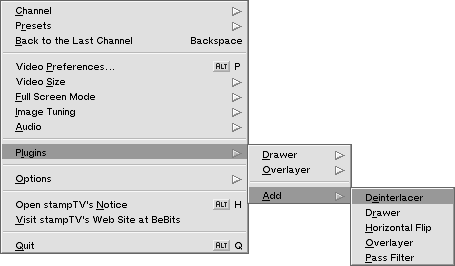 Channel
Presets
Back to the Last Channel Backspace
Video Preferences... ALT P
Video Size
Full Screen Mode
Image Tuning
Audio
Plugins
Options
Open stampTV's Notice ALT H
Visit stampTV's Web Site at BeBits
Quit ALT Q
Drawer
Overlayer
Add
Deinterlacer
Drawer
Horizontal Flip
Overlayer
Pass Filter